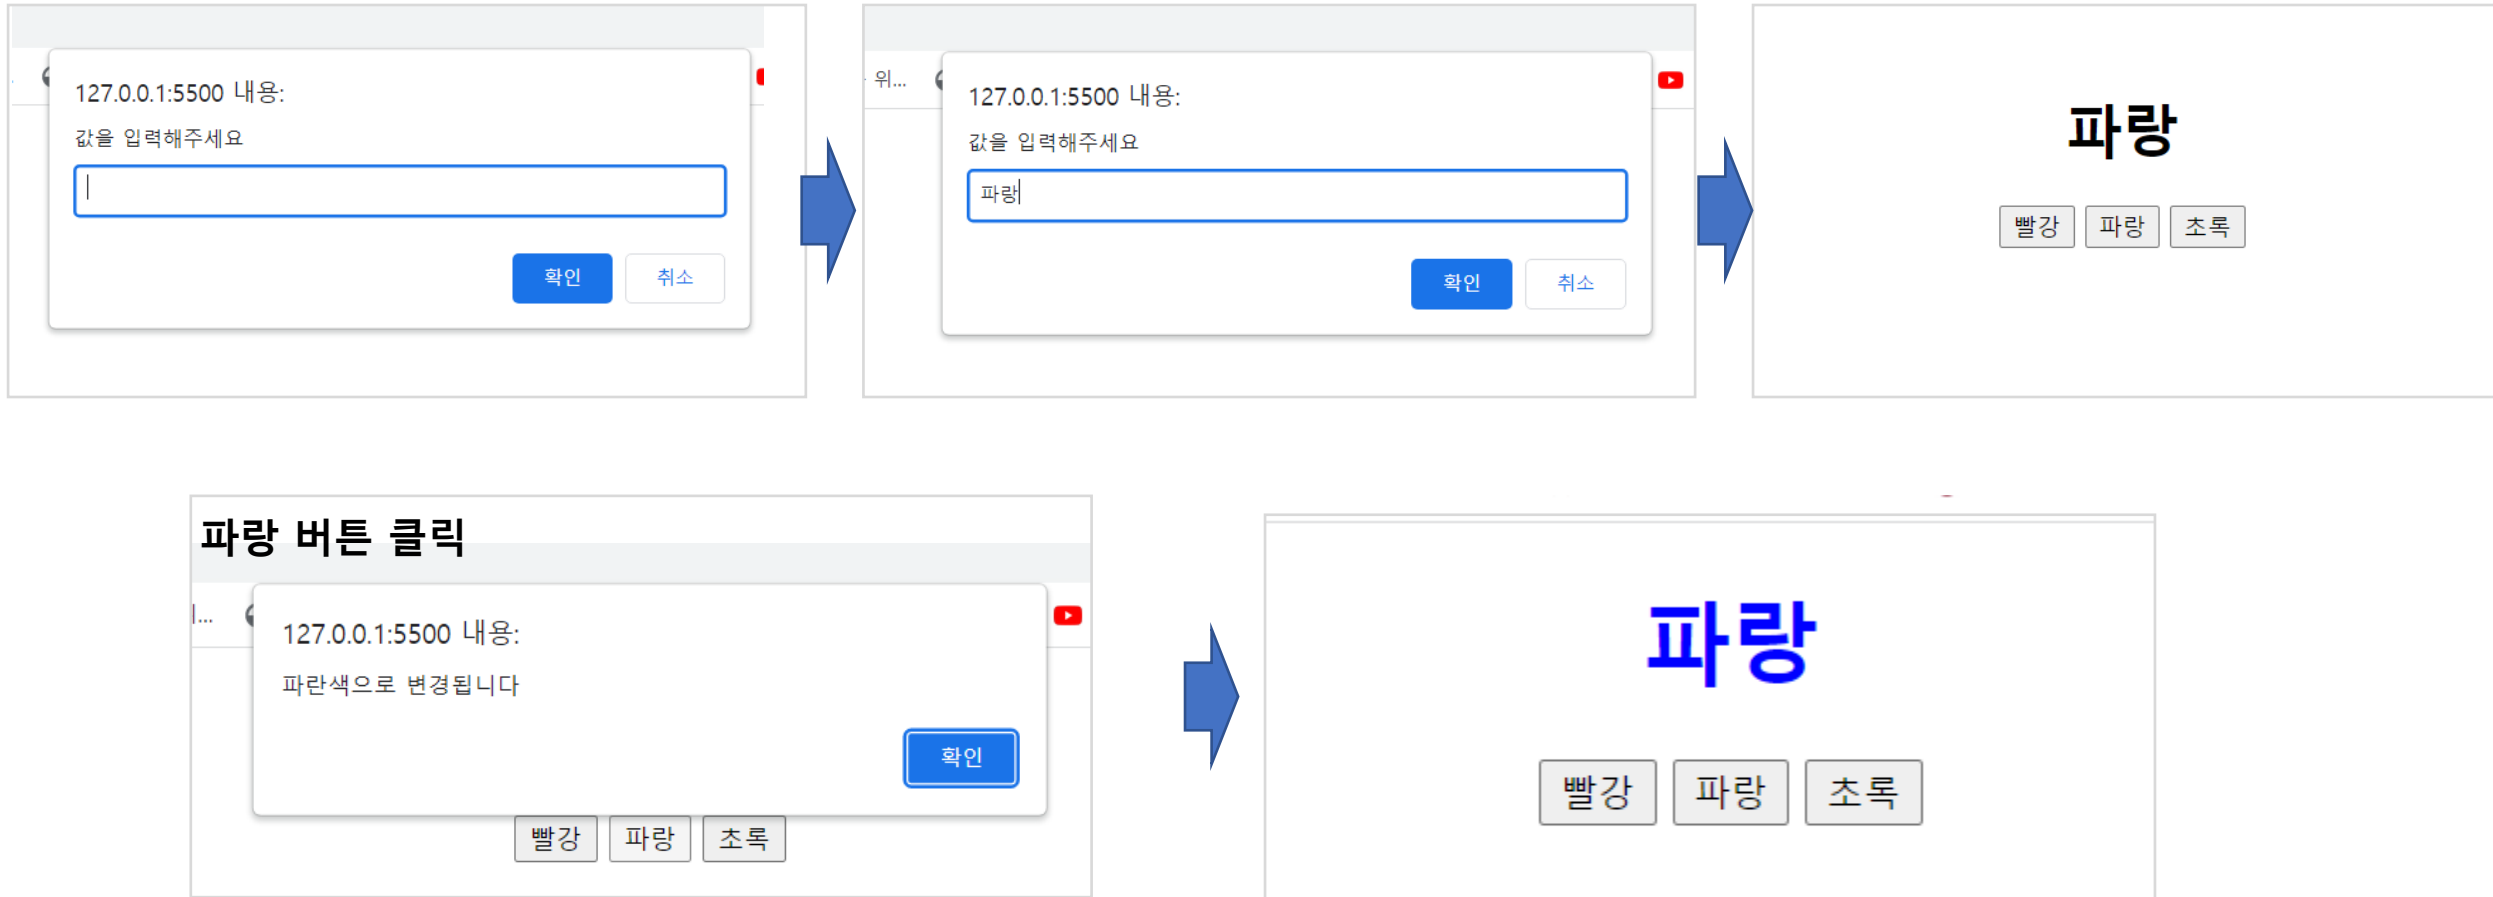 127.0.0.1:5500 내용:
값을 입력해주세요
확인 취소
위...
127.0.0.1:5500 내용:
값을 입력해주세요
파랑
확인 취소
파랑
빨강 파랑 초록
파랑 버튼 클릭
127.0.0.1:5500 내용:
파란색으로 변경됩니다
확인
빨강 파랑 초록
파랑
빨강 파랑 초록